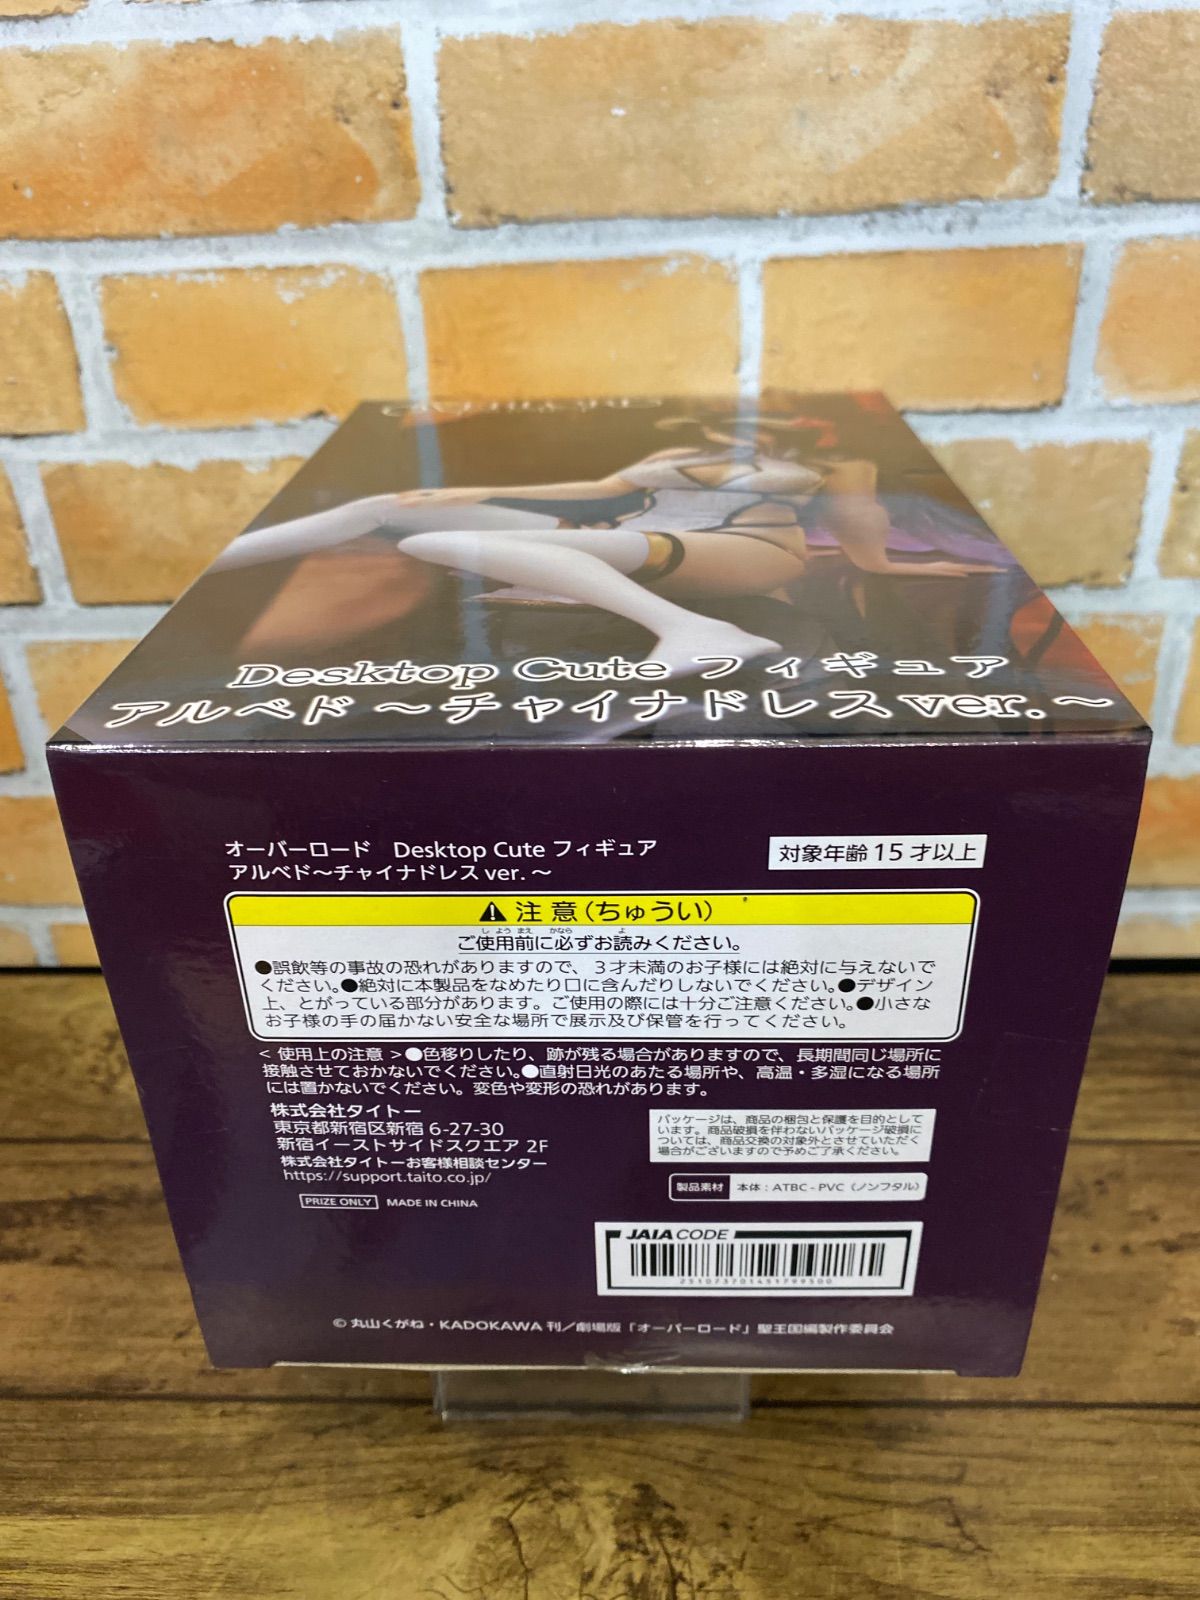 Desktop Cute フィギュア
アルベド ～チャイナドレスver.～
オーバーロード　Desktop Cute フィギュア
アルベド～チャイナドレス ver.～
対象年齢 15 才以上
⚠ 注 意（ちゅうい）
し よう まえ かなら よ
ご使用前に必ずお読みください。
●誤飲等の事故の恐れがありますので、３才未満のお子様には絶対に与えないで
ください。●絶対に本製品をなめたり口に含んだりしないでください。●デザイン
上、とがっている部分があります。ご使用の際には十分ご注意ください。●小さな
お子様の手の届かない安全な場所で展示及び保管を行ってください。
< 使用上の注意 >●色移りしたり、跡が残る場合がありますので、長期間同じ場所に
接触させておかないでください。●直射日光のあたる場所や、高温・多湿になる場所
には置かないでください。変色や変形の恐れがあります。
株式会社タイトー
東京都新宿区新宿 6-27-30
新宿イーストサイドスクエア 2F
株式会社タイトーお客様相談センター
https://support.taito.co.jp/
PRIZE ONLY MADE IN CHINA
パッケージは、商品の梱包と保護を目的としてい
ます。商品破損を伴わないパッケージ破損に
ついては、商品交換の対象外とさせていただく
場合がございますので予めご了承ください。
製品素材 本体：ATBC - PVC（ノンフタル）
JAIA CODE
251073701451799500
© 丸山くがね・KADOKAWA 刊／劇場版「オーバーロード」聖王国編製作委員会